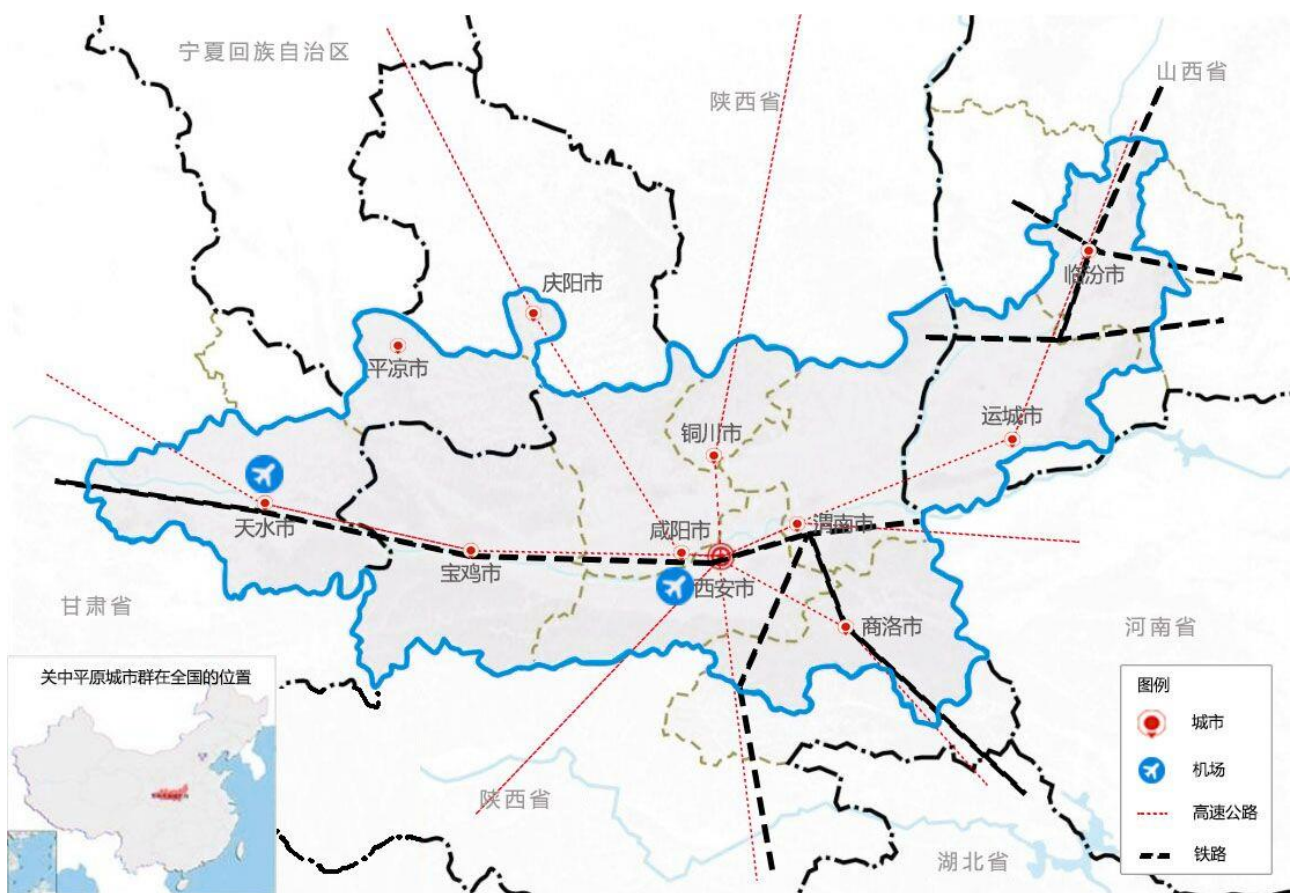 宁夏回族自治区
陕西省
山西省
庆阳市
临汾市
平凉市
铜川市
运城市
天水市
咸阳市
渭南市
宝鸡市
西安市
甘肃省
商洛市
河南省
关中平原城市群在全国的位置
图例
城市
机场
高速公路
铁路
陕西省
湖北省